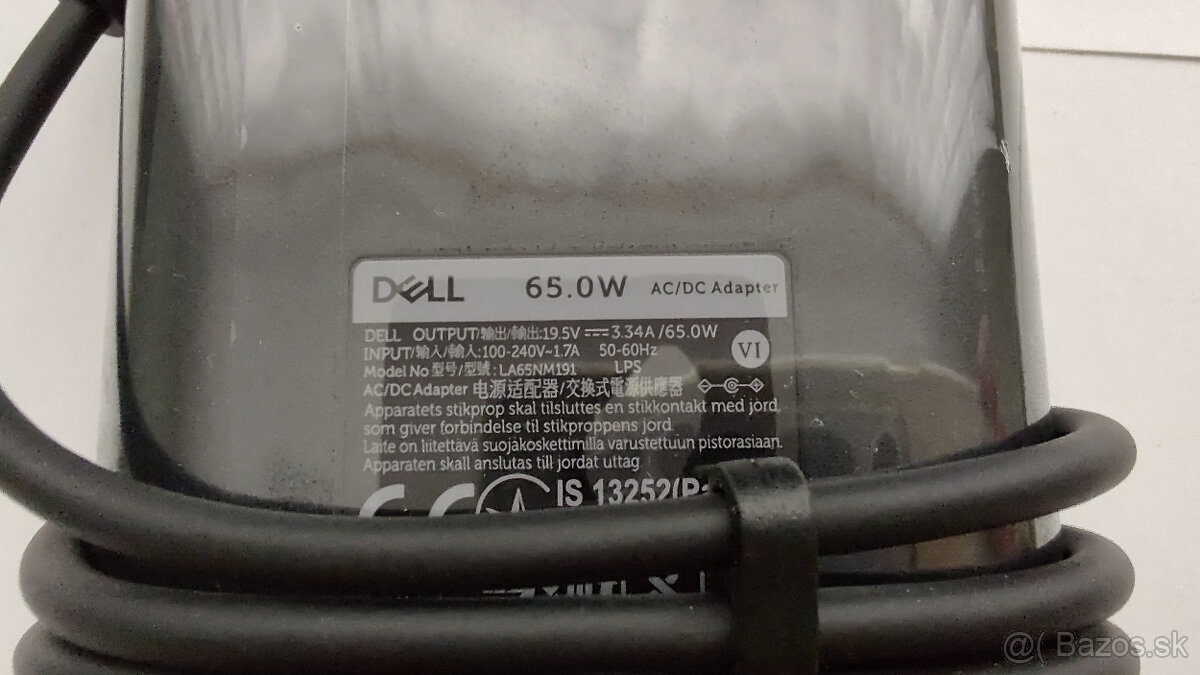 DELL 65.0W AC/DC Adapter
DELL OUTPUT/输出/輸出:19.5V⎓3.34A/65.0W
INPUT/输入/輸入:100-240V~1.7A 50-60Hz
VI
Model No 型号/型號: LA65NM191 LPS
AC/DC Adapter 电源适配器/交換式電源供應器
Apparatets stikprop skal tilsluttes en stikkontakt med jord,
som giver forbindelse til stikproppens jord.
Laite on liitettävä suojakoskettimilla varustettuun pistorasiaan.
Apparaten skall anslutas till jordat uttag.
IS 13252(Pa
@( Bazos.sk